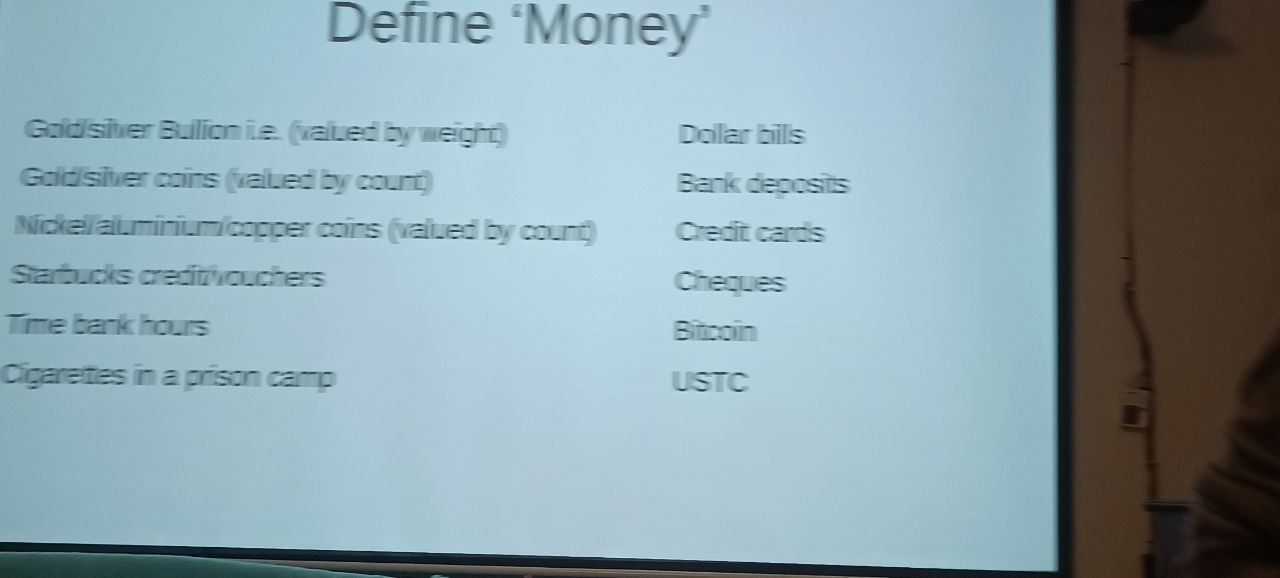 Define ‘Money’
Gold/silver Bullion i.e. (valued by weight)
Gold/silver coins (valued by count)
Nickel/aluminium/copper coins (valued by count)
Starbucks credit/vouchers
Time bank hours
Cigarettes in a prison camp
Dollar bills
Bank deposits
Credit cards
Cheques
Bitcoin
USTC